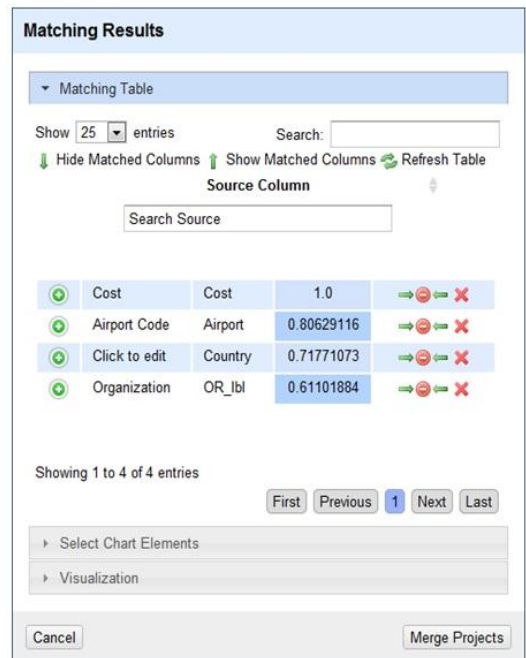 Matching Results
Matching Table
Show 25 entries Search:
Hide Matched Columns Show Matched Columns Refresh Table
Source Column
Search Source
Cost Cost 1.0
Airport Code Airport 0.80629116
Click to edit Country 0.71771073
Organization OR_lbl 0.61101884
Showing 1 to 4 of 4 entries
First Previous 1 Next Last
Select Chart Elements
Visualization
Cancel Merge Projects